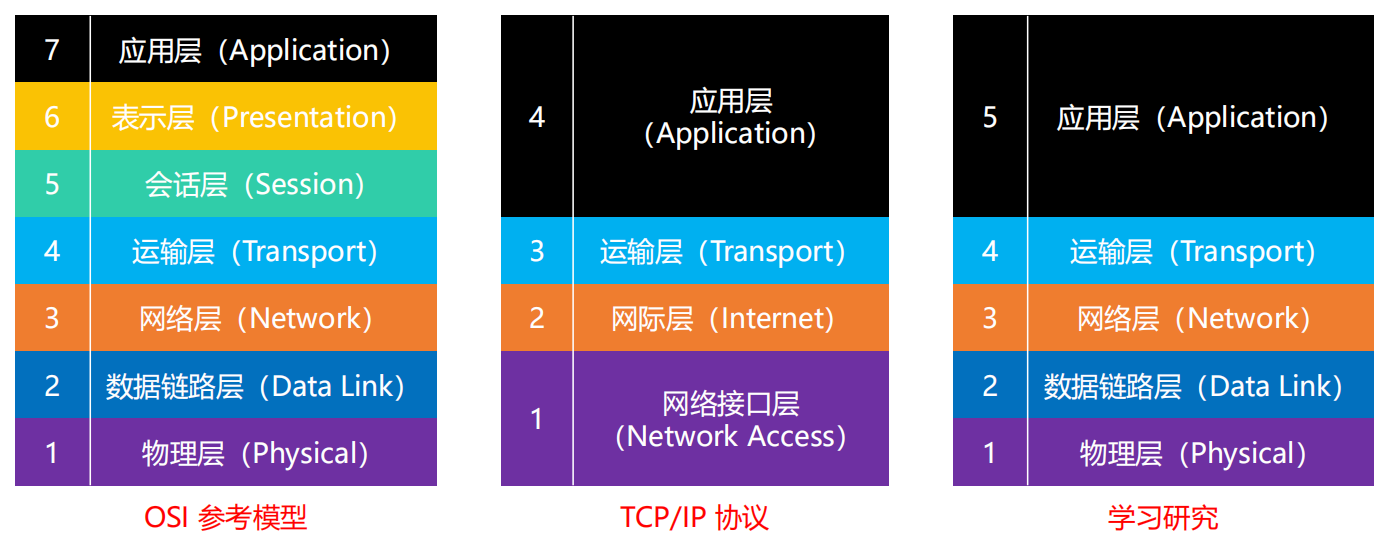 7 应用层（Application）
6 表示层（Presentation）
5 会话层（Session）
4 运输层（Transport）
3 网络层（Network）
2 数据链路层（Data Link）
1 物理层（Physical）
OSI 参考模型
4 应用层
（Application）
3 运输层（Transport）
2 网际层（Internet）
1 网络接口层
（Network Access）
TCP/IP 协议
5 应用层（Application）
4 运输层（Transport）
3 网络层（Network）
2 数据链路层（Data Link）
1 物理层（Physical）
学习研究